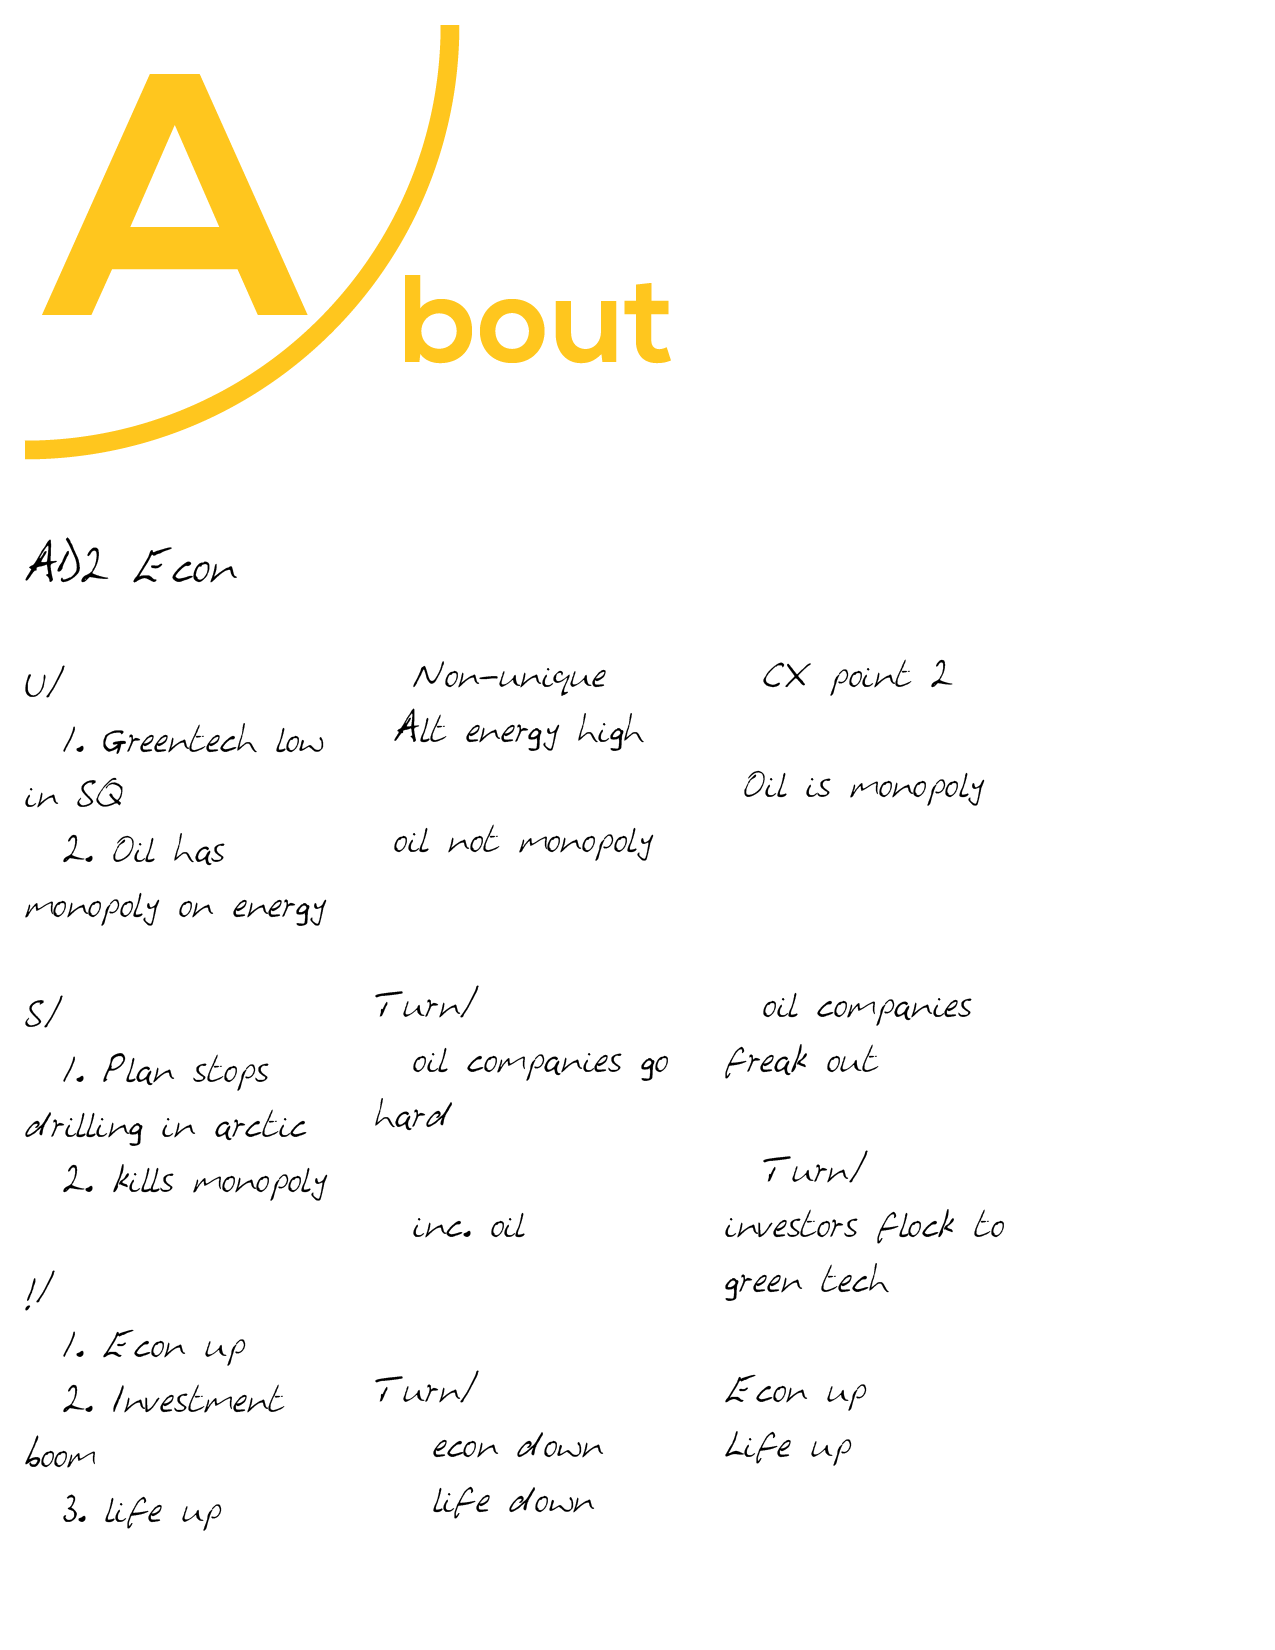 About
AD2 Econ
U/
1. Greentech low
in SQ
2. Oil has
monopoly on energy
S/
1. Plan stops
drilling in arctic
2. kills monopoly
!/
1. Econ up
2. Investment
boom
3. life up
Non-unique
Alt energy high
oil not monopoly
Turn/
oil companies go
hard
inc. oil
Turn/
econ down
life down
CX point 2
Oil is monopoly
oil companies
freak out
Turn/
investors flock to
green tech
Econ up
Life up